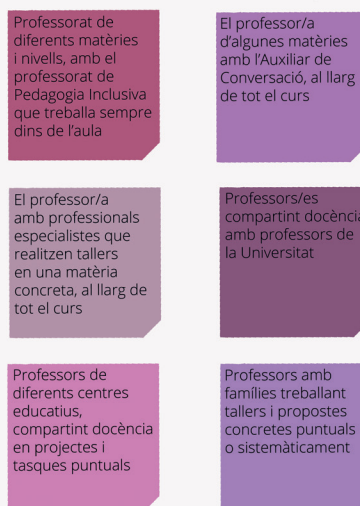 Professorat de
diferents matèries
i nivells, amb el
professorat de
Pedagogia Inclusiva
que treballa sempre
dins de l'aula
El professor/a
d'algunes matèries
amb l'Auxiliar de
Conversació, al llarg
de tot el curs
El professor/a
amb professionals
especialistes que
realitzen tallers
en una matèria
concreta, al llarg de
tot el curs
Professors/es
compartint docència
amb professors de
la Universitat
Professors de
diferents centres
educatius,
compartint docència
en projectes i
tasques puntuals
Professors amb
famílies treballant
tallers i propostes
concretes puntuals
o sistemàticament